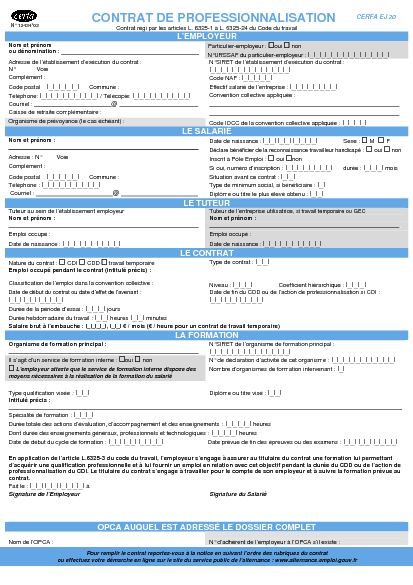 cerfa
N° 12434*02
CONTRAT DE PROFESSIONNALISATION
CERFA EJ 20
Contrat régi par les articles L. 6325-1 à L. 6325-24 du Code du travail
L'EMPLOYEUR
Nom et prénom
ou dénomination :
Particulier-employeur : oui non
N°URSSAF du particulier-employeur :
Adresse de l'établissement d'exécution du contrat :
N° Voie
Complément :
Code postal Commune :
Téléphone : Télécopie :
Courriel : @
Caisse de retraite complémentaire :
Organisme de prévoyance (le cas échéant) :
N°SIRET de l'établissement d'exécution du contrat :
Code NAF :
Effectif salarié de l'entreprise :
Convention collective appliquée :
Code IDCC de la convention collective appliquée :
LE SALARIÉ
Nom et prénom :
Adresse : N° Voie
Complément :
Code postal Commune :
Téléphone :
Courriel : @
Date de naissance : Sexe : M F
Déclare bénéficier de la reconnaissance travailleur handicapé : oui non
Inscrit à Pôle Emploi : oui non
Si oui, numéro d'inscription : durée : mois
Situation avant ce contrat :
Type de minimum social, si bénéficiaire :
Diplôme ou titre le plus élevé obtenu :
LE TUTEUR
Tuteur au sein de l'établissement employeur
Nom et prénom :
Emploi occupé :
Date de naissance :
Tuteur de l'entreprise utilisatrice, si travail temporaire ou GEC
Nom et prénom :
Emploi occupé :
Date de naissance :
LE CONTRAT
Nature du contrat : CDI CDD travail temporaire
Type de contrat :
Emploi occupé pendant le contrat (intitulé précis) :
Classification de l'emploi dans la convention collective :
Niveau : Coefficient hiérarchique :
Date de début du contrat ou date d'effet de l'avenant :
Date de fin du CDD ou de l'action de professionnalisation si CDI :
Durée de la période d'essai : jours
Durée hebdomadaire du travail : heures minutes
Salaire brut à l'embauche : € / mois (€ / heure pour un contrat de travail temporaire)
LA FORMATION
Organisme de formation principal :
N°SIRET de l'organisme de formation principal :
Il s'agit d'un service de formation interne : oui non
L'employeur atteste que le service de formation interne dispose des
moyens nécessaires à la réalisation de la formation du salarié
N° de déclaration d'activité de cet organisme :
Nombre d'organismes de formation intervenant :
Type qualification visée :
Diplôme ou titre visé :
Intitulé précis :
Spécialité de formation :
Durée totale des actions d'évaluation, d'accompagnement et des enseignements : heures
Dont durée des enseignements généraux, professionnels et technologiques : heures
Date de début du cycle de formation :
Date prévue de fin des épreuves ou des examens :
En application de l'article L.6325-3 du code du travail, l'employeur s'engage à assurer au titulaire du contrat une formation lui permettant
d'acquérir une qualification professionnelle et à lui fournir un emploi en relation avec cet objectif pendant la durée du CDD ou de l'action de
professionnalisation du CDI. Le titulaire du contrat s'engage à travailler pour le compte de son employeur et à suivre la formation prévue au
contrat.
Fait le : à
Signature de l'Employeur
Signature du Salarié
OPCA AUQUEL EST ADRESSÉ LE DOSSIER COMPLET
Nom de l'OPCA :
N° d'adhérent de l'employeur à l'OPCA s'il existe :
Pour remplir le contrat reportez-vous à la notice en suivant l'ordre des rubriques du contrat
ou effectuez votre démarche en ligne sur le site du service public de l'alternance : www.alternance.emploi.gouv.fr